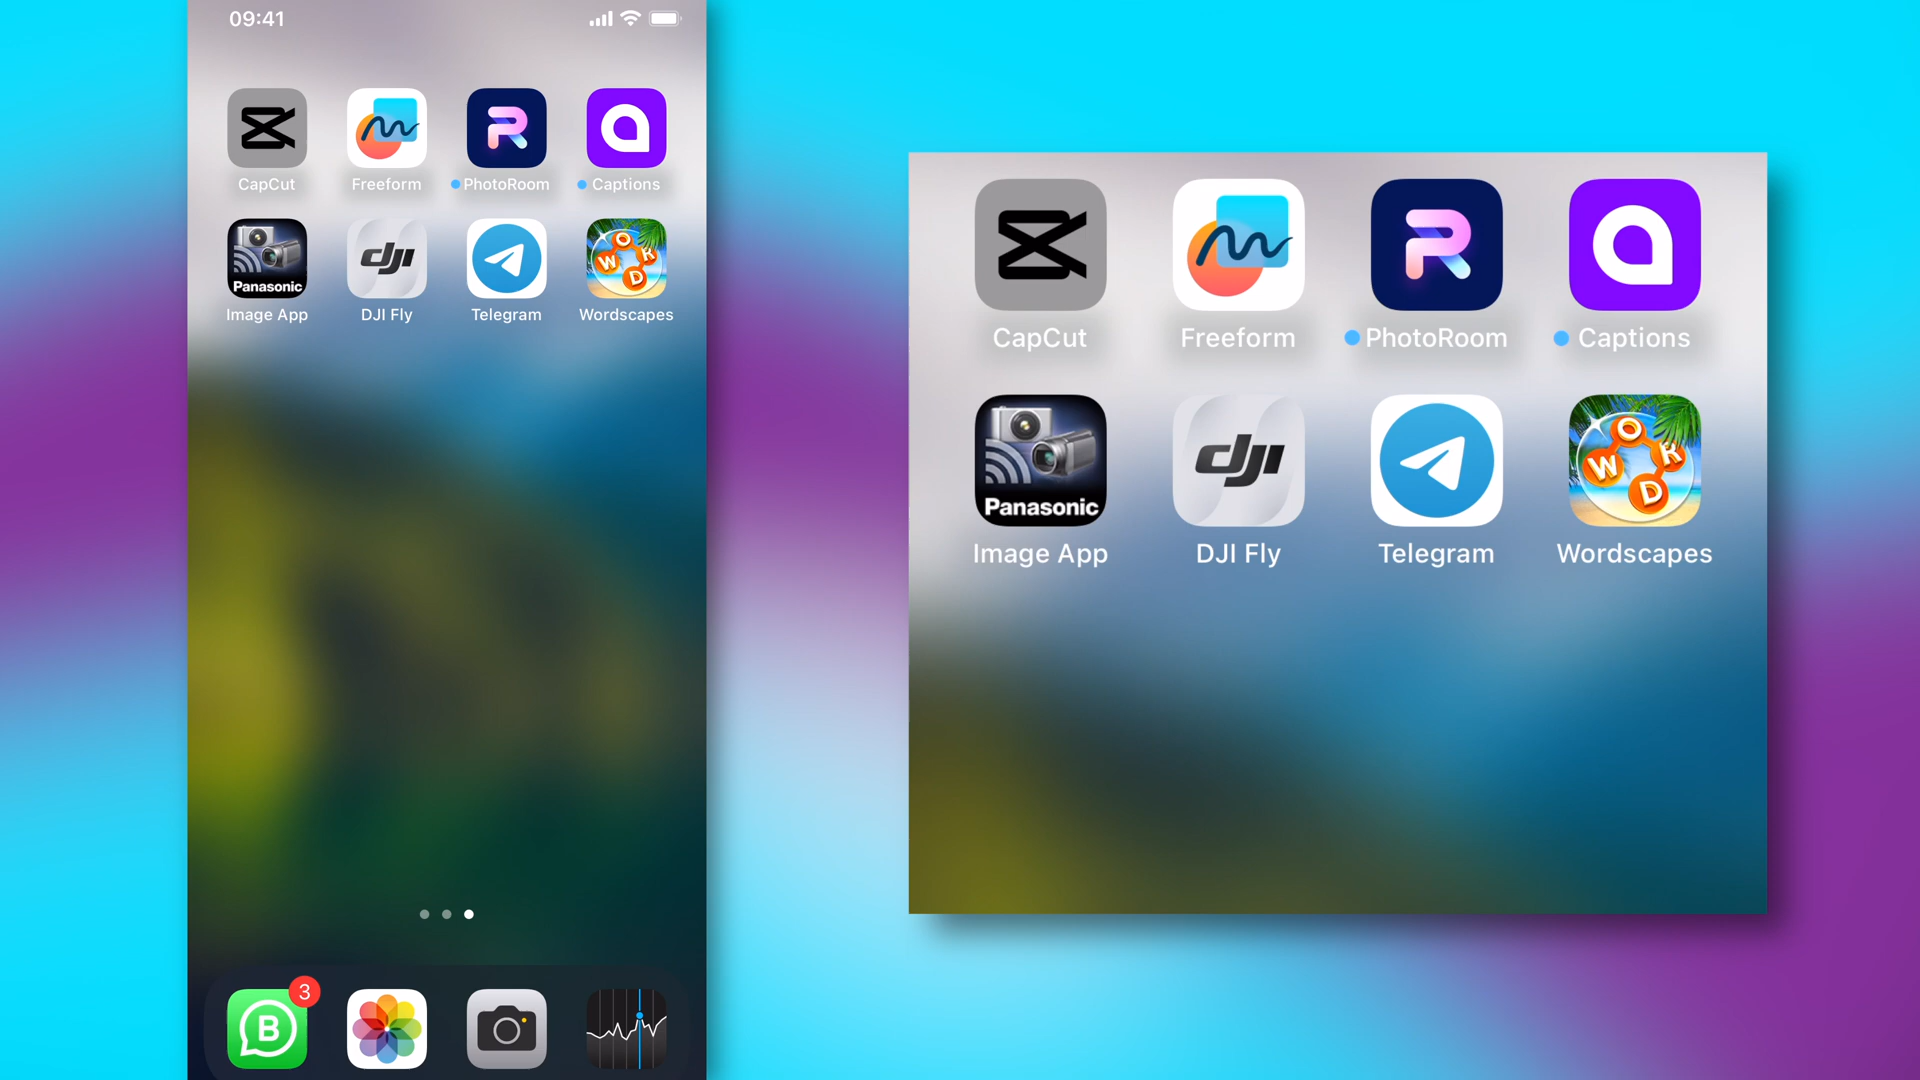 09:41
CapCut Freeform PhotoRoom Captions
Panasonic dji W O R D
Image App DJI Fly Telegram Wordscapes
3
B
CapCut Freeform PhotoRoom Captions
Panasonic dji W O R D
Image App DJI Fly Telegram Wordscapes